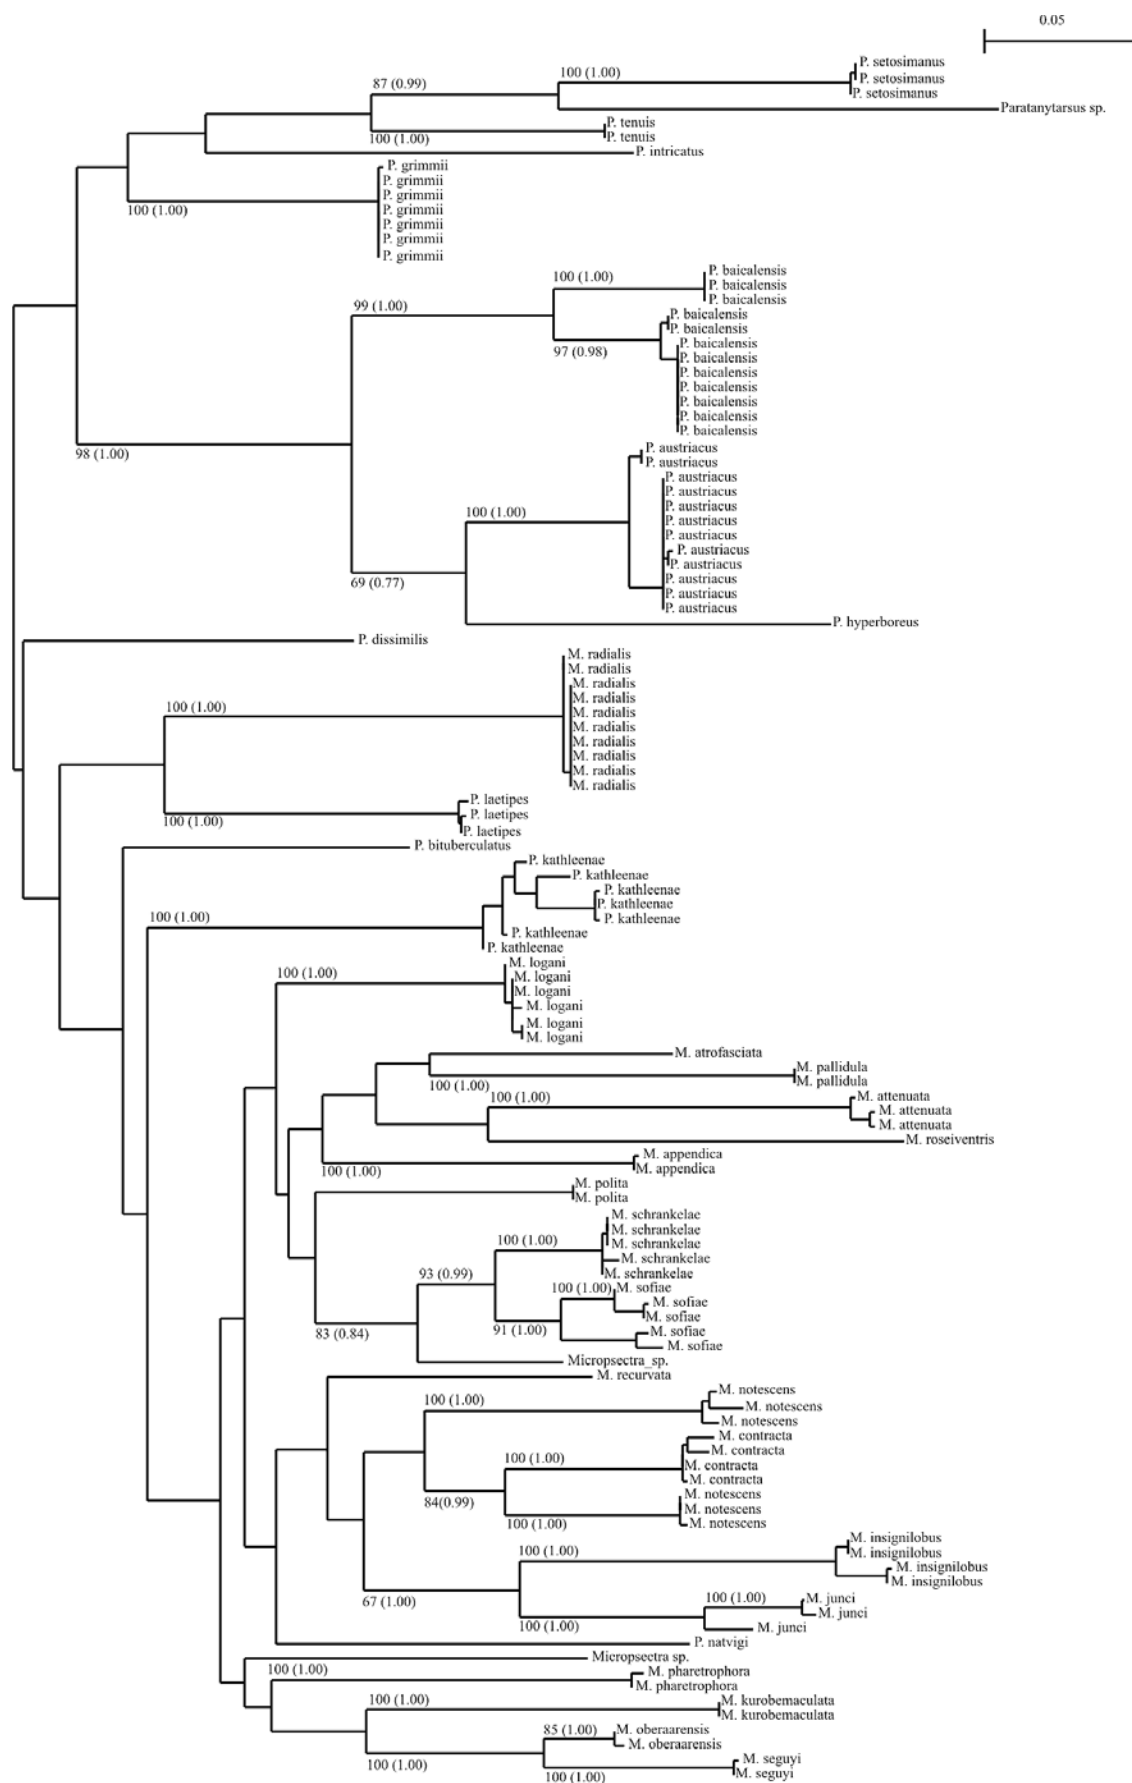 0.05
P. setosimanus
100 (1.00)
P. setosimanus
87 (0.99)
P. setosimanus
Paratanytarsus sp.
P. tenuis
100 (1.00)
P. tenuis
P. intricatus
P. grimmii
P. grimmii
P. grimmii
100 (1.00)
P. grimmii
P. grimmii
P. grimmii
P. grimmii
P. baicalensis
100 (1.00)
P. baicalensis
P. baicalensis
99 (1.00)
P. baicalensis
P. baicalensis
P. baicalensis
97 (0.98)
P. baicalensis
P. baicalensis
P. baicalensis
P. baicalensis
P. baicalensis
P. baicalensis
P. austriacus
98 (1.00)
P. austriacus
P. austriacus
P. austriacus
P. austriacus
100 (1.00)
P. austriacus
P. austriacus
P. austriacus
P. austriacus
69 (0.77)
P. austriacus
P. austriacus
P. austriacus
P. hyperboreus
P. dissimilis
M. radialis
M. radialis
M. radialis
M. radialis
100 (1.00)
M. radialis
M. radialis
M. radialis
M. radialis
M. radialis
M. radialis
P. laetipes
P. laetipes
100 (1.00)
P. laetipes
P. bituberculatus
P. kathleenae
P. kathleenae
P. kathleenae
P. kathleenae
100 (1.00)
P. kathleenae
P. kathleenae
P. kathleenae
M. logani
100 (1.00)
M. logani
M. logani
M. logani
M. logani
M. logani
M. atrofasciata
M. pallidula
100 (1.00)
M. pallidula
100 (1.00)
M. attenuata
M. attenuata
M. attenuata
M. roseiventris
M. appendica
100 (1.00)
M. appendica
M. polita
M. polita
M. schrankelae
M. schrankelae
100 (1.00)
M. schrankelae
M. schrankelae
93 (0.99)
M. schrankelae
100 (1.00)
M. sofiae
M. sofiae
M. sofiae
91 (1.00)
M. sofiae
83 (0.84)
M. sofiae
Micropsectra_sp.
M. recurvata
M. notescens
100 (1.00)
M. notescens
M. notescens
M. contracta
M. contracta
100 (1.00)
M. contracta
M. contracta
M. notescens
84(0.99)
M. notescens
100 (1.00)
M. notescens
M. insignilobus
100 (1.00)
M. insignilobus
M. insignilobus
M. insignilobus
67 (1.00)
100 (1.00)
M. junci
M. junci
100 (1.00)
M. junci
P. natvigi
Micropsectra sp.
100 (1.00)
M. pharetrophora
M. pharetrophora
100 (1.00)
M. kurobemaculata
M. kurobemaculata
85 (1.00)
M. oberaarensis
M. oberaarensis
100 (1.00)
M. seguyi
100 (1.00)
M. seguyi